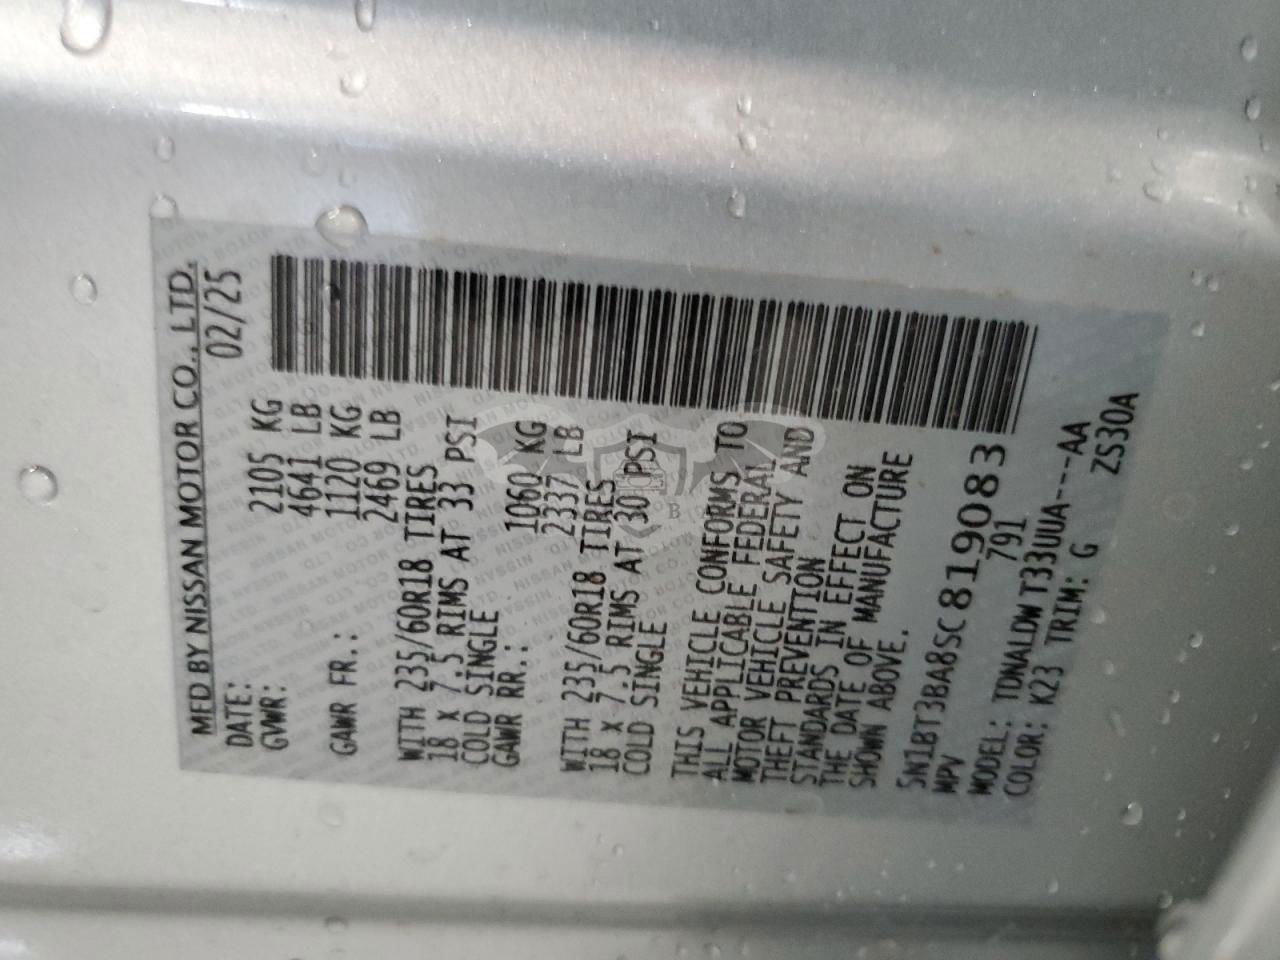 MFD BY NISSAN MOTOR CO., LTD.
DATE: 02/25
GVWR: 2105 KG
4641 LB
GAWR FR.: 1120 KG
2469 LB
WITH 235/60R18 TIRES
18 x 7.5 RIMS AT 33 PSI
COLD SINGLE
GAWR RR.: 1060 KG
2337 LB
WITH 235/60R18 TIRES
18 x 7.5 RIMS AT 30 PSI
COLD SINGLE
THIS VEHICLE CONFORMS TO
ALL APPLICABLE FEDERAL
MOTOR VEHICLE SAFETY AND
THEFT PREVENTION
STANDARDS IN EFFECT ON
THE DATE OF MANUFACTURE
SHOWN ABOVE.
5N1BT3BA8SC819083
MPV 791
MODEL: TDNALDWT33UUA---AA
COLOR: K23 TRIM: G ZS30A